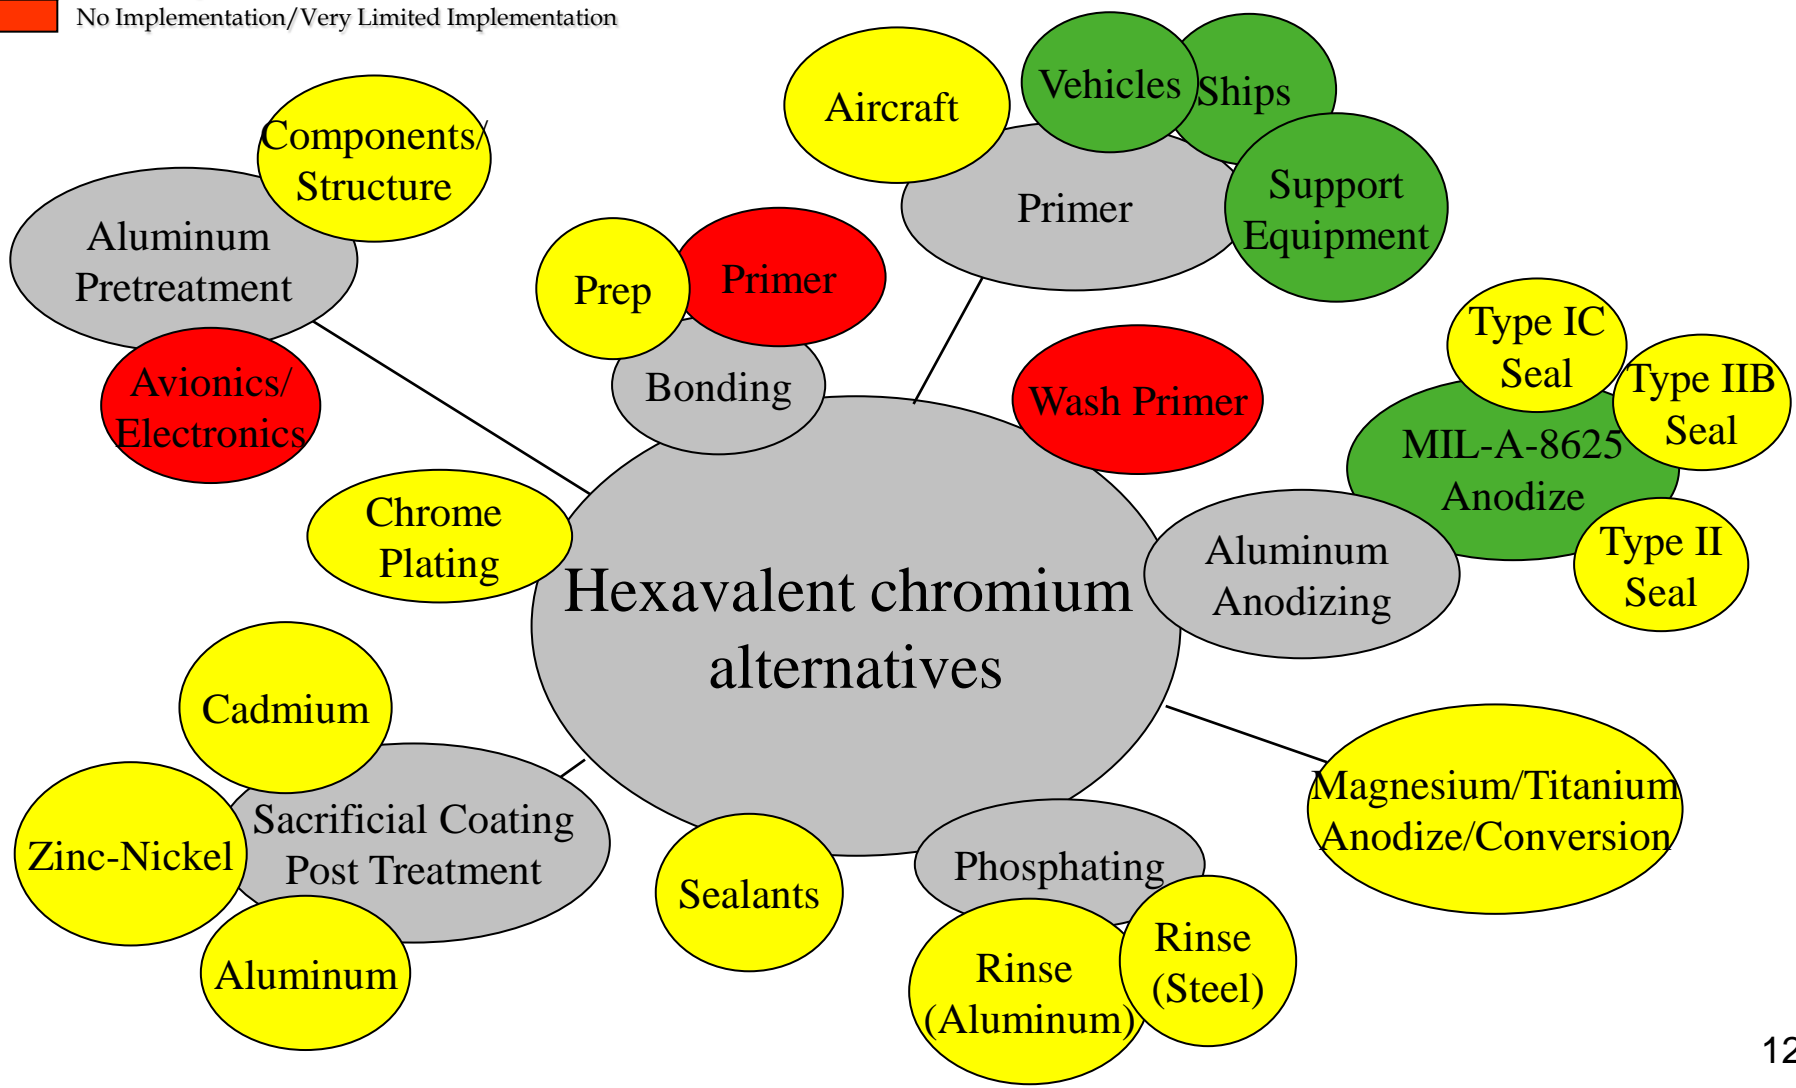 No Implementation/Very Limited Implementation
Components/
Structure
Aircraft
Vehicles
Ships
Aluminum
Pretreatment
Primer
Support
Equipment
Prep
Primer
Avionics/
Electronics
Bonding
Wash Primer
Type IC
Seal
Type IIB
Seal
MIL-A-8625
Anodize
Chrome
Plating
Hexavalent chromium
alternatives
Aluminum
Anodizing
Type II
Seal
Cadmium
Zinc-Nickel
Sacrificial Coating
Post Treatment
Aluminum
Sealants
Phosphating
Rinse
(Aluminum)
Rinse
(Steel)
Magnesium/Titanium
Anodize/Conversion
12